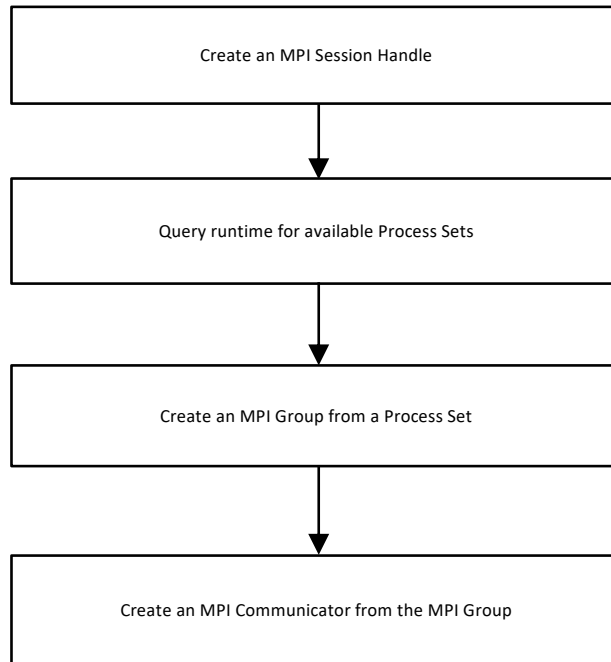 Create an MPI Session Handle
Query runtime for available Process Sets
Create an MPI Group from a Process Set
Create an MPI Communicator from the MPI Group